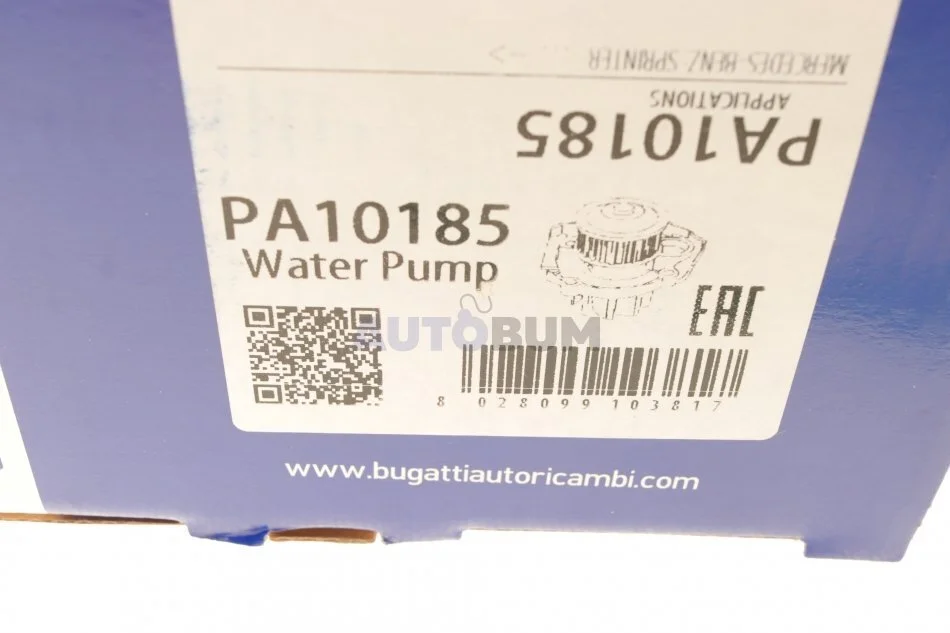 MERCEDES-BENZ SPRINTER
APPLICATIONS
PA10185
PA10185
Water Pump
EAC
AUTOBUM
8 028099 103817
www.bugattiautoricambi.com